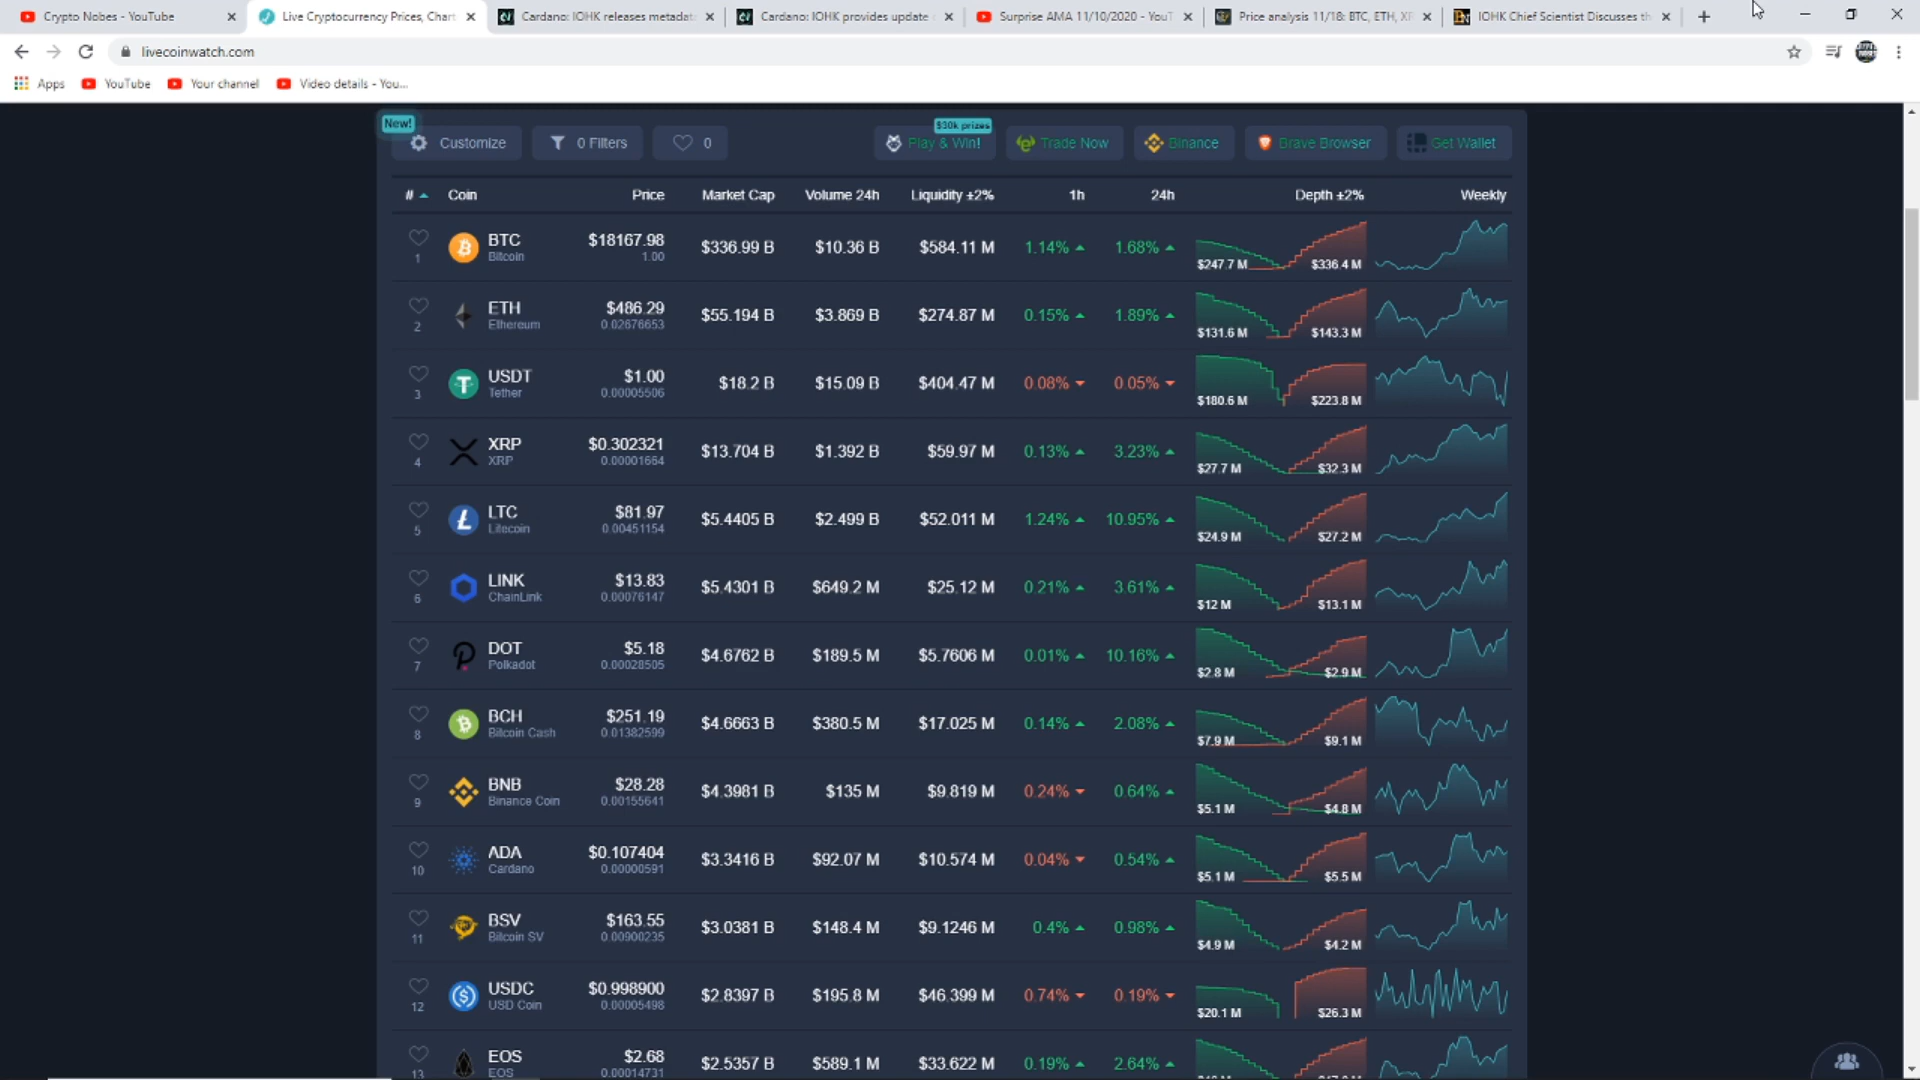 Crypto Nobes - YouTube
Live Cryptocurrency Prices, Chart
Cardano: IOHK releases metadat
Cardano: IOHK provides update
Surprise AMA 11/10/2020 - YouT
Price analysis 11/18: BTC, ETH, XR
IOHK Chief Scientist Discusses th
livecoinwatch.com
Apps
YouTube
Your channel
Video details - You...
New!
Customize
0 Filters
0
$30k prizes
Play & Win!
Trade Now
Binance
Brave Browser
Get Wallet
# Coin Price Market Cap Volume 24h Liquidity ±2% 1h 24h Depth ±2% Weekly
BTC $18167.98 $336.99 B $10.36 B $584.11 M 1.14% 1.68%
1 Bitcoin 1.00 $247.7 M $336.4 M
ETH $486.29 $55.194 B $3.869 B $274.87 M 0.15% 1.89%
2 Ethereum 0.02676653 $131.6 M $143.3 M
USDT $1.00 $18.2 B $15.09 B $404.47 M 0.08% 0.05%
3 Tether 0.00005506 $180.6 M $223.8 M
XRP $0.302321 $13.704 B $1.392 B $59.97 M 0.13% 3.23%
4 XRP 0.00001664 $27.7 M $32.3 M
LTC $81.97 $5.4405 B $2.499 B $52.011 M 1.24% 10.95%
5 Litecoin 0.00451154 $24.9 M $27.2 M
LINK $13.83 $5.4301 B $649.2 M $25.12 M 0.21% 3.61%
6 ChainLink 0.00076147 $12 M $13.1 M
DOT $5.18 $4.6762 B $189.5 M $5.7606 M 0.01% 10.16%
7 Polkadot 0.00028505 $2.8 M $2.9 M
BCH $251.19 $4.6663 B $380.5 M $17.025 M 0.14% 2.08%
8 Bitcoin Cash 0.01382599 $7.9 M $9.1 M
BNB $28.28 $4.3981 B $135 M $9.819 M 0.24% 0.64%
9 Binance Coin 0.00155641 $5.1 M $4.8 M
ADA $0.107404 $3.3416 B $92.07 M $10.574 M 0.04% 0.54%
10 Cardano 0.00000591 $5.1 M $5.5 M
BSV $163.55 $3.0381 B $148.4 M $9.1246 M 0.4% 0.98%
11 Bitcoin SV 0.00900235 $4.9 M $4.2 M
USDC $0.998900 $2.8397 B $195.8 M $46.399 M 0.74% 0.19%
12 USD Coin 0.00005498 $20.1 M $26.3 M
EOS $2.68 $2.5357 B $589.1 M $33.622 M 0.19% 2.64%
13 EOS 0.00014731